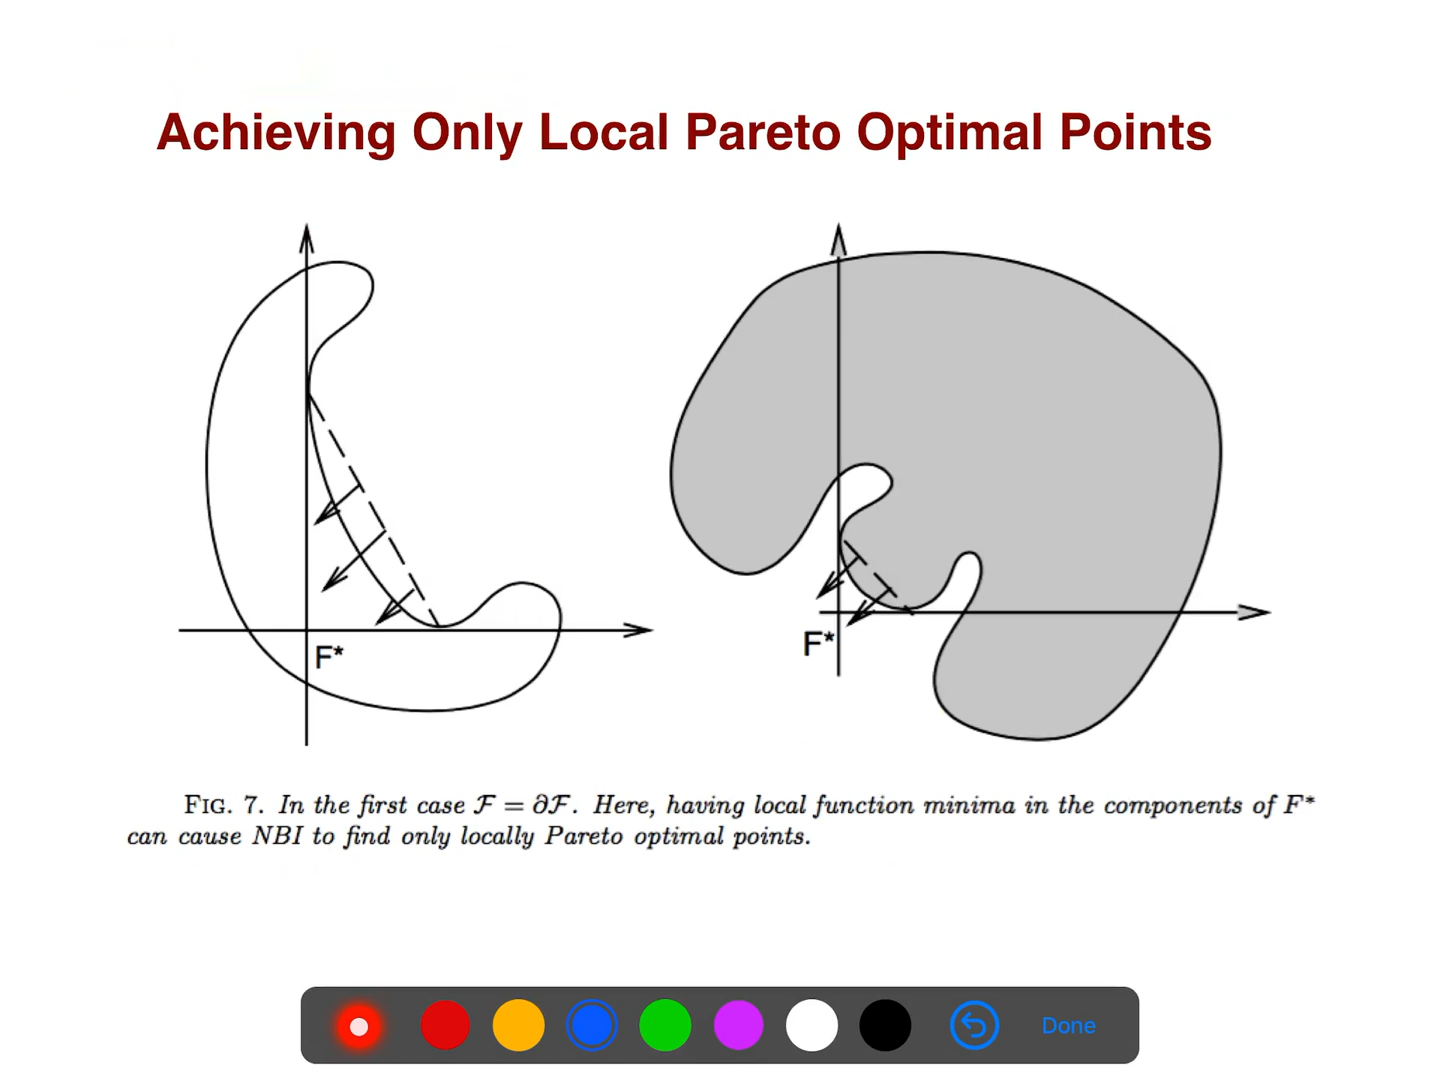 Achieving Only Local Pareto Optimal Points
F*
F*
FIG. 7. In the first case ℱ = ∂ℱ. Here, having local function minima in the components of F*
can cause NBI to find only locally Pareto optimal points.
Done